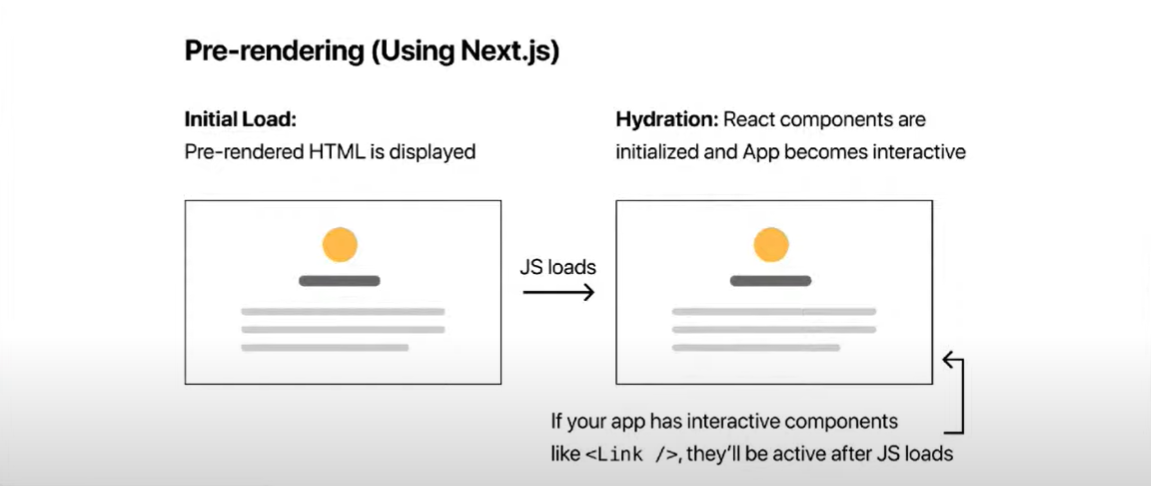 Pre-rendering (Using Next.js)
Initial Load:
Pre-rendered HTML is displayed
Hydration: React components are
initialized and App becomes interactive
JS loads
If your app has interactive components
like <Link />, they'll be active after JS loads